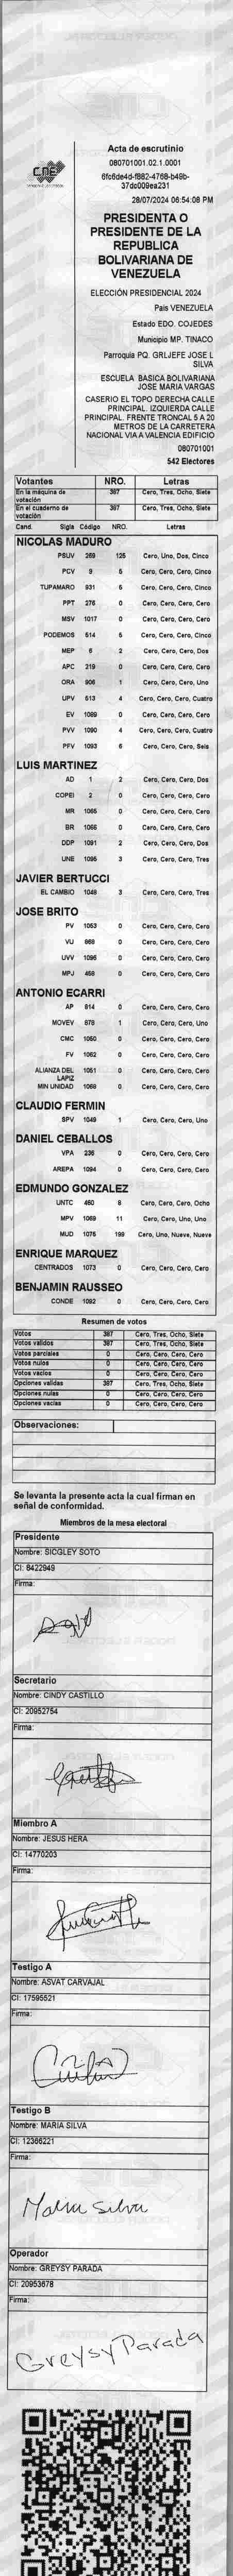 CNE
Acta de escrutinio
080701001.02.1.0001
6fc6de4d-f882-4768-b49b-
37dc009ea231
28/07/2024 06:54:08 PM
PRESIDENTA O
PRESIDENTE DE LA
REPUBLICA
BOLIVARIANA DE
VENEZUELA
ELECCIÓN PRESIDENCIAL 2024
País VENEZUELA
Estado EDO. COJEDES
Municipio MP. TINACO
Parroquia PQ. GRLJEFE JOSE L
SILVA
ESCUELA BASICA BOLIVARIANA
JOSE MARIA VARGAS
CASERIO EL TOPO DERECHA CALLE
PRINCIPAL. IZQUIERDA CALLE
PRINCIPAL. FRENTE TRONCAL 5 A 20
METROS DE LA CARRETERA
NACIONAL VIA A VALENCIA EDIFICIO
080701001
542 Electores
Votantes NRO. Letras
En la máquina de votación 387 Cero, Tres, Ocho, Siete
En el cuaderno de votación 387 Cero, Tres, Ocho, Siete
Cand. Sigla Código NRO. Letras
NICOLAS MADURO
PSUV 269 125 Cero, Uno, Dos, Cinco
PCV 9 5 Cero, Cero, Cero, Cinco
TUPAMARO 931 5 Cero, Cero, Cero, Cinco
PPT 276 0 Cero, Cero, Cero, Cero
MSV 1017 0 Cero, Cero, Cero, Cero
PODEMOS 514 5 Cero, Cero, Cero, Cinco
MEP 6 2 Cero, Cero, Cero, Dos
APC 219 0 Cero, Cero, Cero, Cero
ORA 906 1 Cero, Cero, Cero, Uno
UPV 613 4 Cero, Cero, Cero, Cuatro
EV 1089 0 Cero, Cero, Cero, Cero
PVV 1090 4 Cero, Cero, Cero, Cuatro
PFV 1093 6 Cero, Cero, Cero, Seis
LUIS MARTINEZ
AD 1 2 Cero, Cero, Cero, Dos
COPEI 2 0 Cero, Cero, Cero, Cero
MR 1065 0 Cero, Cero, Cero, Cero
BR 1066 0 Cero, Cero, Cero, Cero
DDP 1091 2 Cero, Cero, Cero, Dos
UNE 1095 3 Cero, Cero, Cero, Tres
JAVIER BERTUCCI
EL CAMBIO 1048 3 Cero, Cero, Cero, Tres
JOSE BRITO
PV 1053 0 Cero, Cero, Cero, Cero
VU 968 0 Cero, Cero, Cero, Cero
UVV 1096 0 Cero, Cero, Cero, Cero
MPJ 468 0 Cero, Cero, Cero, Cero
ANTONIO ECARRI
AP 814 0 Cero, Cero, Cero, Cero
MOVEV 878 1 Cero, Cero, Cero, Uno
CMC 1050 0 Cero, Cero, Cero, Cero
FV 1062 0 Cero, Cero, Cero, Cero
ALIANZA DEL LAPIZ 1051 0 Cero, Cero, Cero, Cero
MIN UNIDAD 1068 0 Cero, Cero, Cero, Cero
CLAUDIO FERMIN
SPV 1049 1 Cero, Cero, Cero, Uno
DANIEL CEBALLOS
VPA 236 0 Cero, Cero, Cero, Cero
AREPA 1094 0 Cero, Cero, Cero, Cero
EDMUNDO GONZALEZ
UNTC 460 8 Cero, Cero, Cero, Ocho
MPV 1069 11 Cero, Cero, Uno, Uno
MUD 1075 199 Cero, Uno, Nueve, Nueve
ENRIQUE MARQUEZ
CENTRADOS 1073 0 Cero, Cero, Cero, Cero
BENJAMIN RAUSSEO
CONDE 1092 0 Cero, Cero, Cero, Cero
Resumen de votos
Votos 387 Cero, Tres, Ocho, Siete
Votos validos 387 Cero, Tres, Ocho, Siete
Votos parciales 0 Cero, Cero, Cero, Cero
Votos nulos 0 Cero, Cero, Cero, Cero
Votos vacíos 0 Cero, Cero, Cero, Cero
Opciones validas 387 Cero, Tres, Ocho, Siete
Opciones nulas 0 Cero, Cero, Cero, Cero
Opciones vacías 0 Cero, Cero, Cero, Cero
Observaciones:
Se levanta la presente acta la cual firman en
señal de conformidad.
Miembros de la mesa electoral
Presidente
Nombre: SICGLEY SOTO
CI: 8422949
Firma:
Secretario
Nombre: CINDY CASTILLO
CI: 20952754
Firma:
Miembro A
Nombre: JESUS HERA
CI: 14770203
Firma:
Testigo A
Nombre: ASVAT CARVAJAL
CI: 17595521
Firma:
Testigo B
Nombre: MARIA SILVA
CI: 12366221
Firma:
Maria Silva
Operador
Nombre: GREYSY PARADA
CI: 20953678
Firma:
Greysy Parada